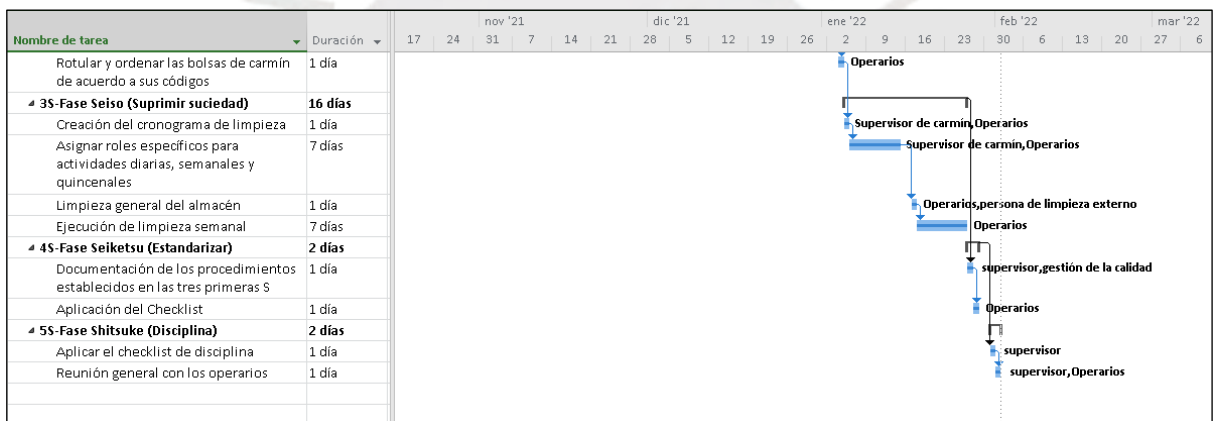 nov '21 dic '21 ene '22 feb '22 mar '22
Nombre de tarea Duración 17 24 31 7 14 21 28 5 12 19 26 2 9 16 23 30 6 13 20 27 6
Rotular y ordenar las bolsas de carmín 1 día Operarios
de acuerdo a sus códigos
3S-Fase Seiso (Suprimir suciedad) 16 días
Creación del cronograma de limpieza 1 día Supervisor de carmín,Operarios
Asignar roles específicos para 7 días Supervisor de carmín,Operarios
actividades diarias, semanales y
quincenales
Limpieza general del almacén 1 día Operarios,persona de limpieza externo
Ejecución de limpieza semanal 7 días Operarios
4S-Fase Seiketsu (Estandarizar) 2 días
Documentación de los procedimientos 1 día supervisor,gestión de la calidad
establecidos en las tres primeras S
Aplicación del Checklist 1 día Operarios
5S-Fase Shitsuke (Disciplina) 2 días
Aplicar el checklist de disciplina 1 día supervisor
Reunión general con los operarios 1 día supervisor,Operarios